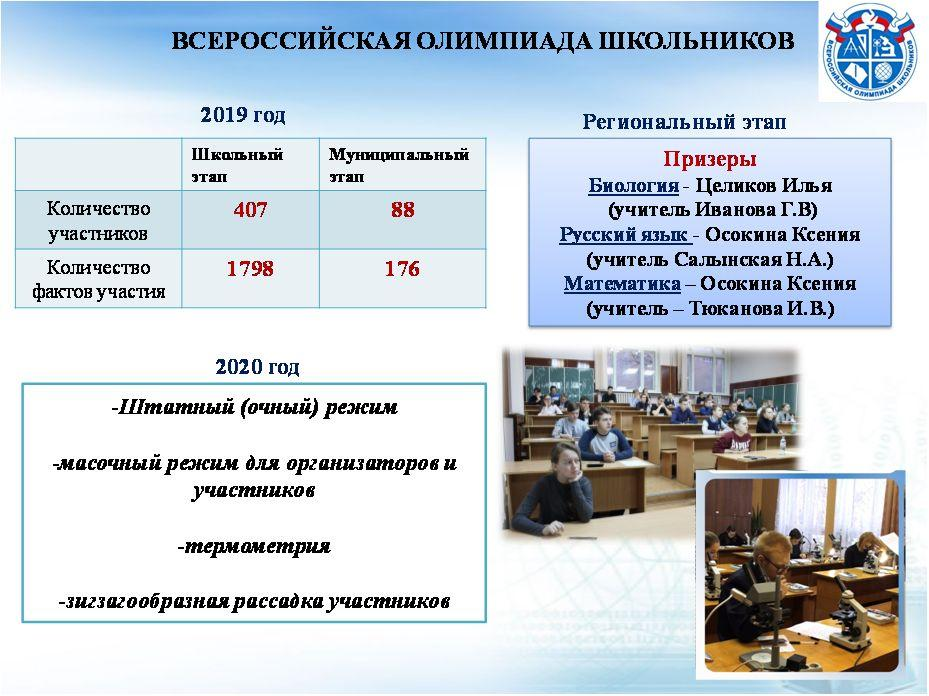 ВСЕРОССИЙСКАЯ ОЛИМПИАДА ШКОЛЬНИКОВ
ВСЕРОССИЙСКАЯ ОЛИМПИАДА ШКОЛЬНИКОВ
2019 год
Школьный
этап
Муниципальный
этап
Количество
участников
407
88
Количество
фактов участия
1798
176
Региональный этап
Призеры
Биология - Целиков Илья
(учитель Иванова Г.В)
Русский язык - Осокина Ксения
(учитель Салынская Н.А.)
Математика – Осокина Ксения
(учитель – Тюканова И.В.)
2020 год
-Штатный (очный) режим
-масочный режим для организаторов и
участников
-термометрия
-зигзагообразная рассадка участников